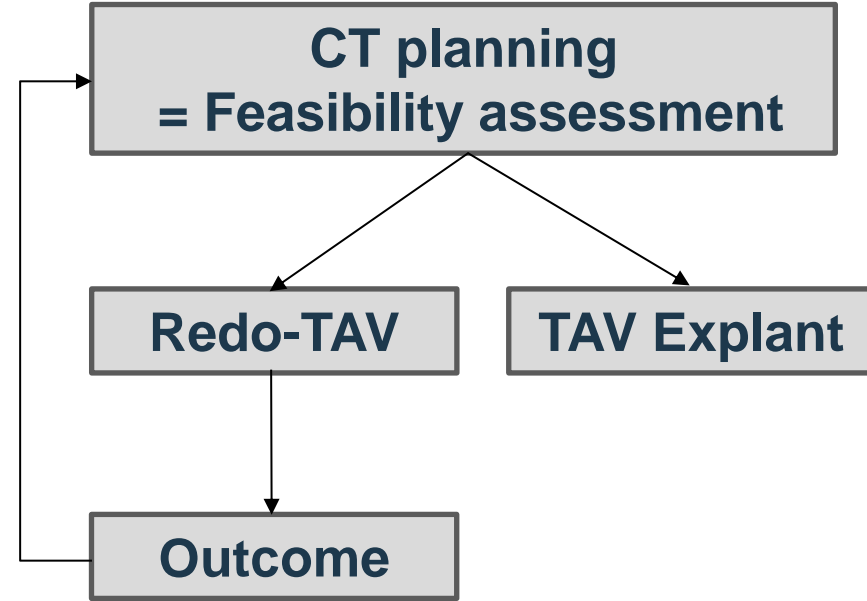 CT planning
= Feasibility assessment
Redo-TAV
TAV Explant
Outcome